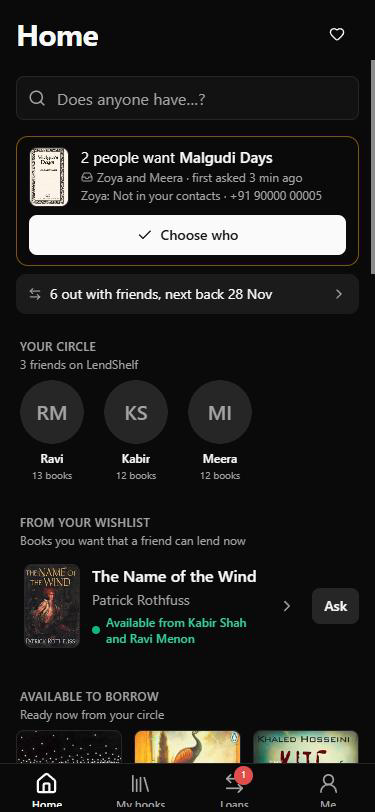 Home
Does anyone have...?
Malgudi Days
2 people want Malgudi Days
Zoya and Meera · first asked 3 min ago
Zoya: Not in your contacts · +91 90000 00005
Choose who
6 out with friends, next back 28 Nov
YOUR CIRCLE
3 friends on LendShelf
RM KS MI
Ravi Kabir Meera
13 books 12 books 12 books
FROM YOUR WISHLIST
Books you want that a friend can lend now
THE NAME OF THE WIND
PATRICK ROTHFUSS
The Name of the Wind
Patrick Rothfuss
Available from Kabir Shah
and Ravi Menon
Ask
AVAILABLE TO BORROW
Ready now from your circle
KHALED HOSSEINI
KITE
1
Home My books Loans Me